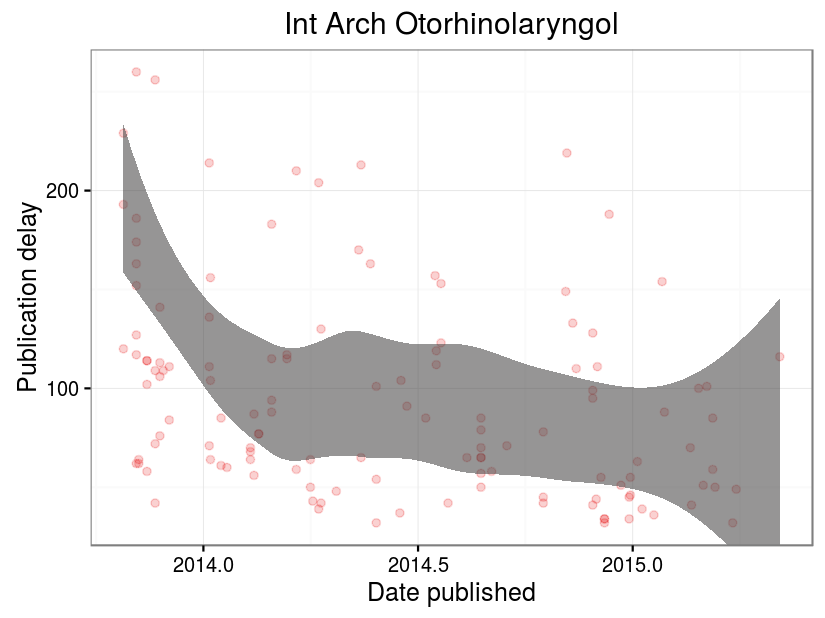 Int Arch Otorhinolaryngol
Publication delay
200
100
2014.0
2014.5
2015.0
Date published